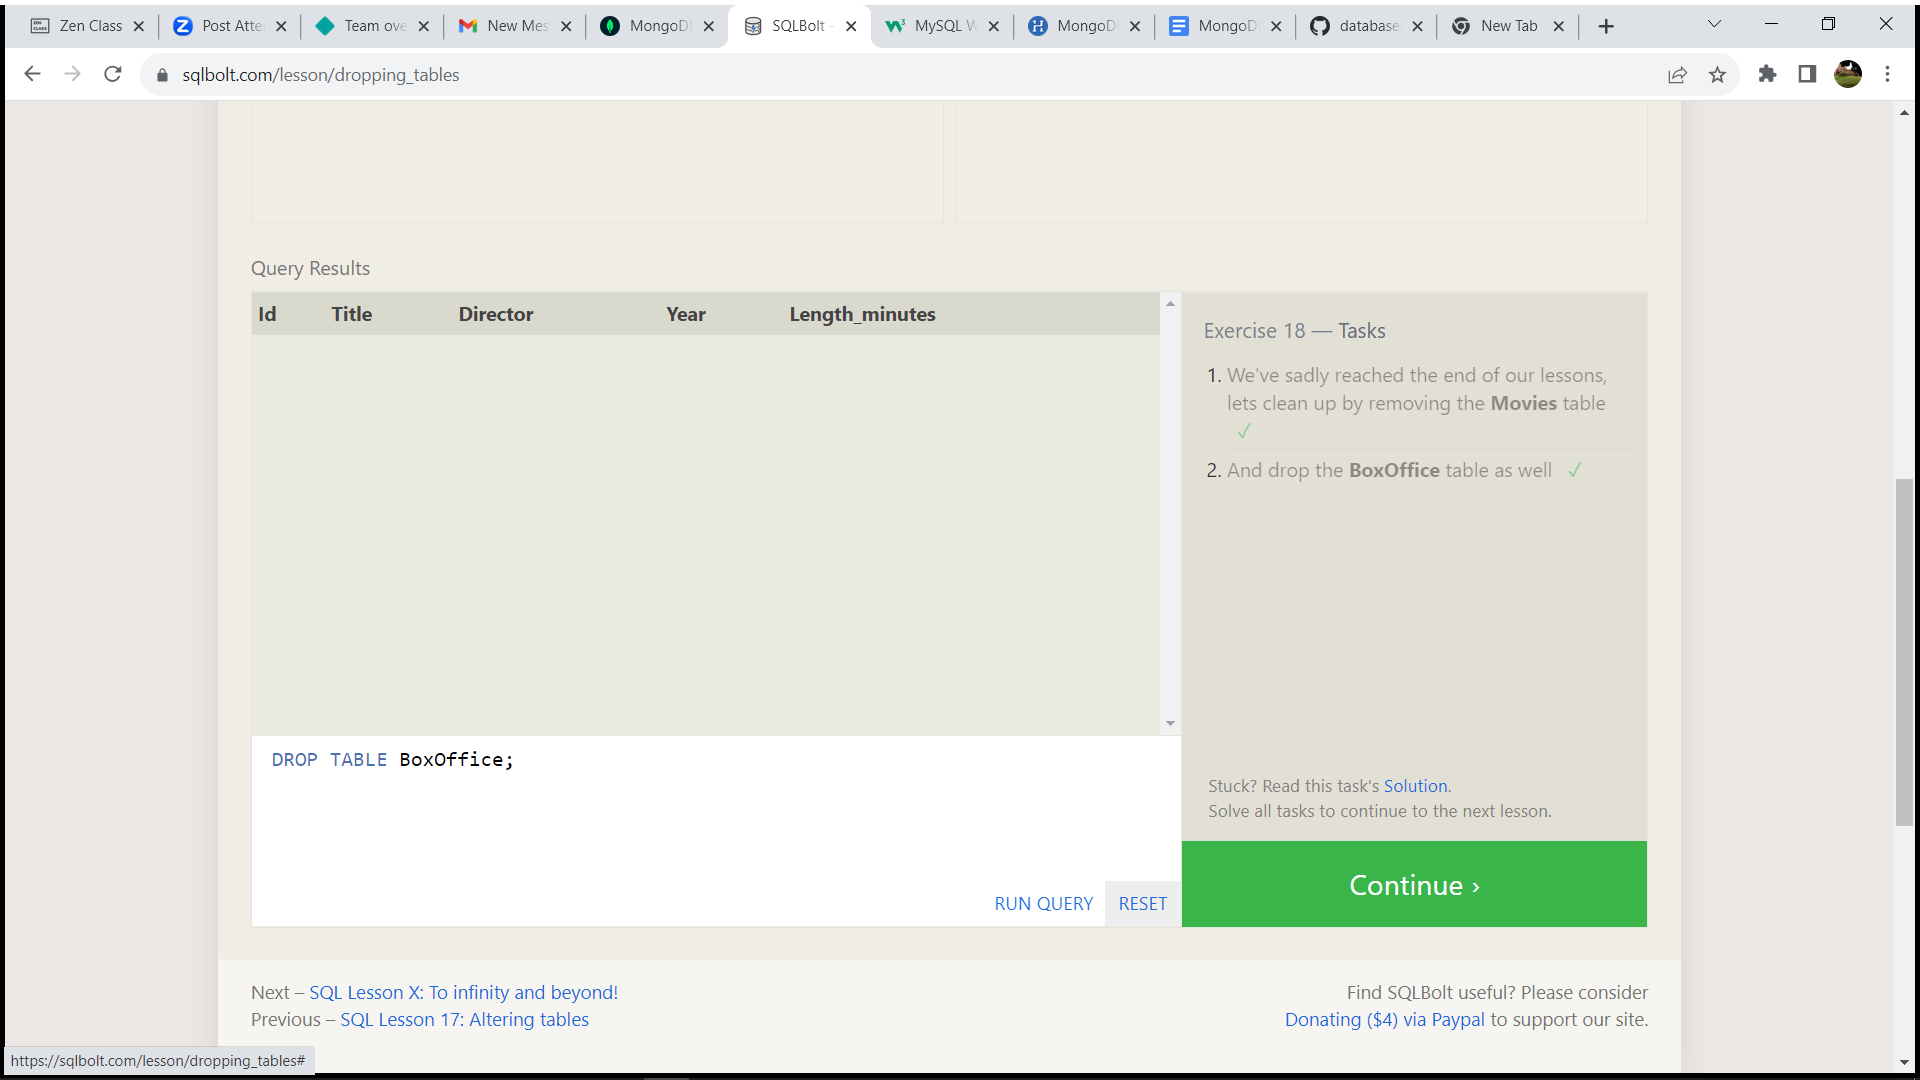 Zen Class
Post Atte
Team ove
New Mes
MongoD
SQLBolt -
MySQL W
MongoD
MongoD
database
New Tab
sqlbolt.com/lesson/dropping_tables
Query Results
Id Title Director Year Length_minutes
Exercise 18 — Tasks
1. We've sadly reached the end of our lessons,
lets clean up by removing the Movies table
✓
2. And drop the BoxOffice table as well ✓
DROP TABLE BoxOffice;
Stuck? Read this task's Solution.
Solve all tasks to continue to the next lesson.
RUN QUERY
RESET
Continue ›
Next – SQL Lesson X: To infinity and beyond!
Previous – SQL Lesson 17: Altering tables
Find SQLBolt useful? Please consider
Donating ($4) via Paypal to support our site.
https://sqlbolt.com/lesson/dropping_tables#